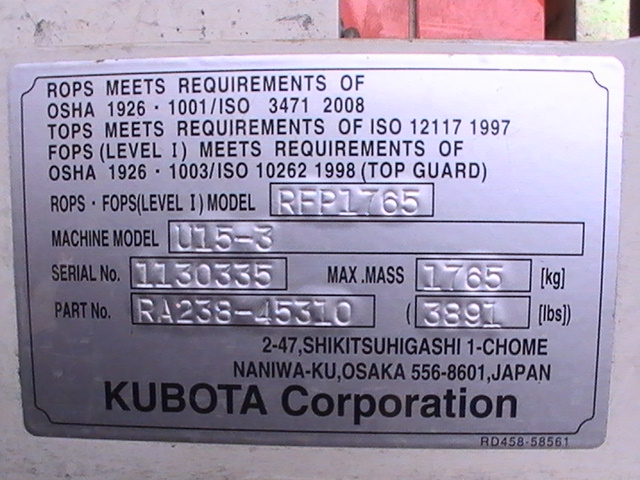 ROPS MEETS REQUIREMENTS OF
OSHA 1926・1001/ISO 3471 2008
TOPS MEETS REQUIREMENTS OF ISO 12117 1997
FOPS (LEVEL I) MEETS REQUIREMENTS OF
OSHA 1926・1003/ISO 10262 1998 (TOP GUARD)
ROPS・FOPS(LEVEL I) MODEL RFP1765
MACHINE MODEL U15-3
SERIAL No. 1130335 MAX.MASS 1765 [kg]
PART No. RA238-45310 (3891 [lbs])
2-47,SHIKITSUHIGASHI 1-CHOME
NANIWA-KU,OSAKA 556-8601,JAPAN
KUBOTA Corporation
RD458-58561